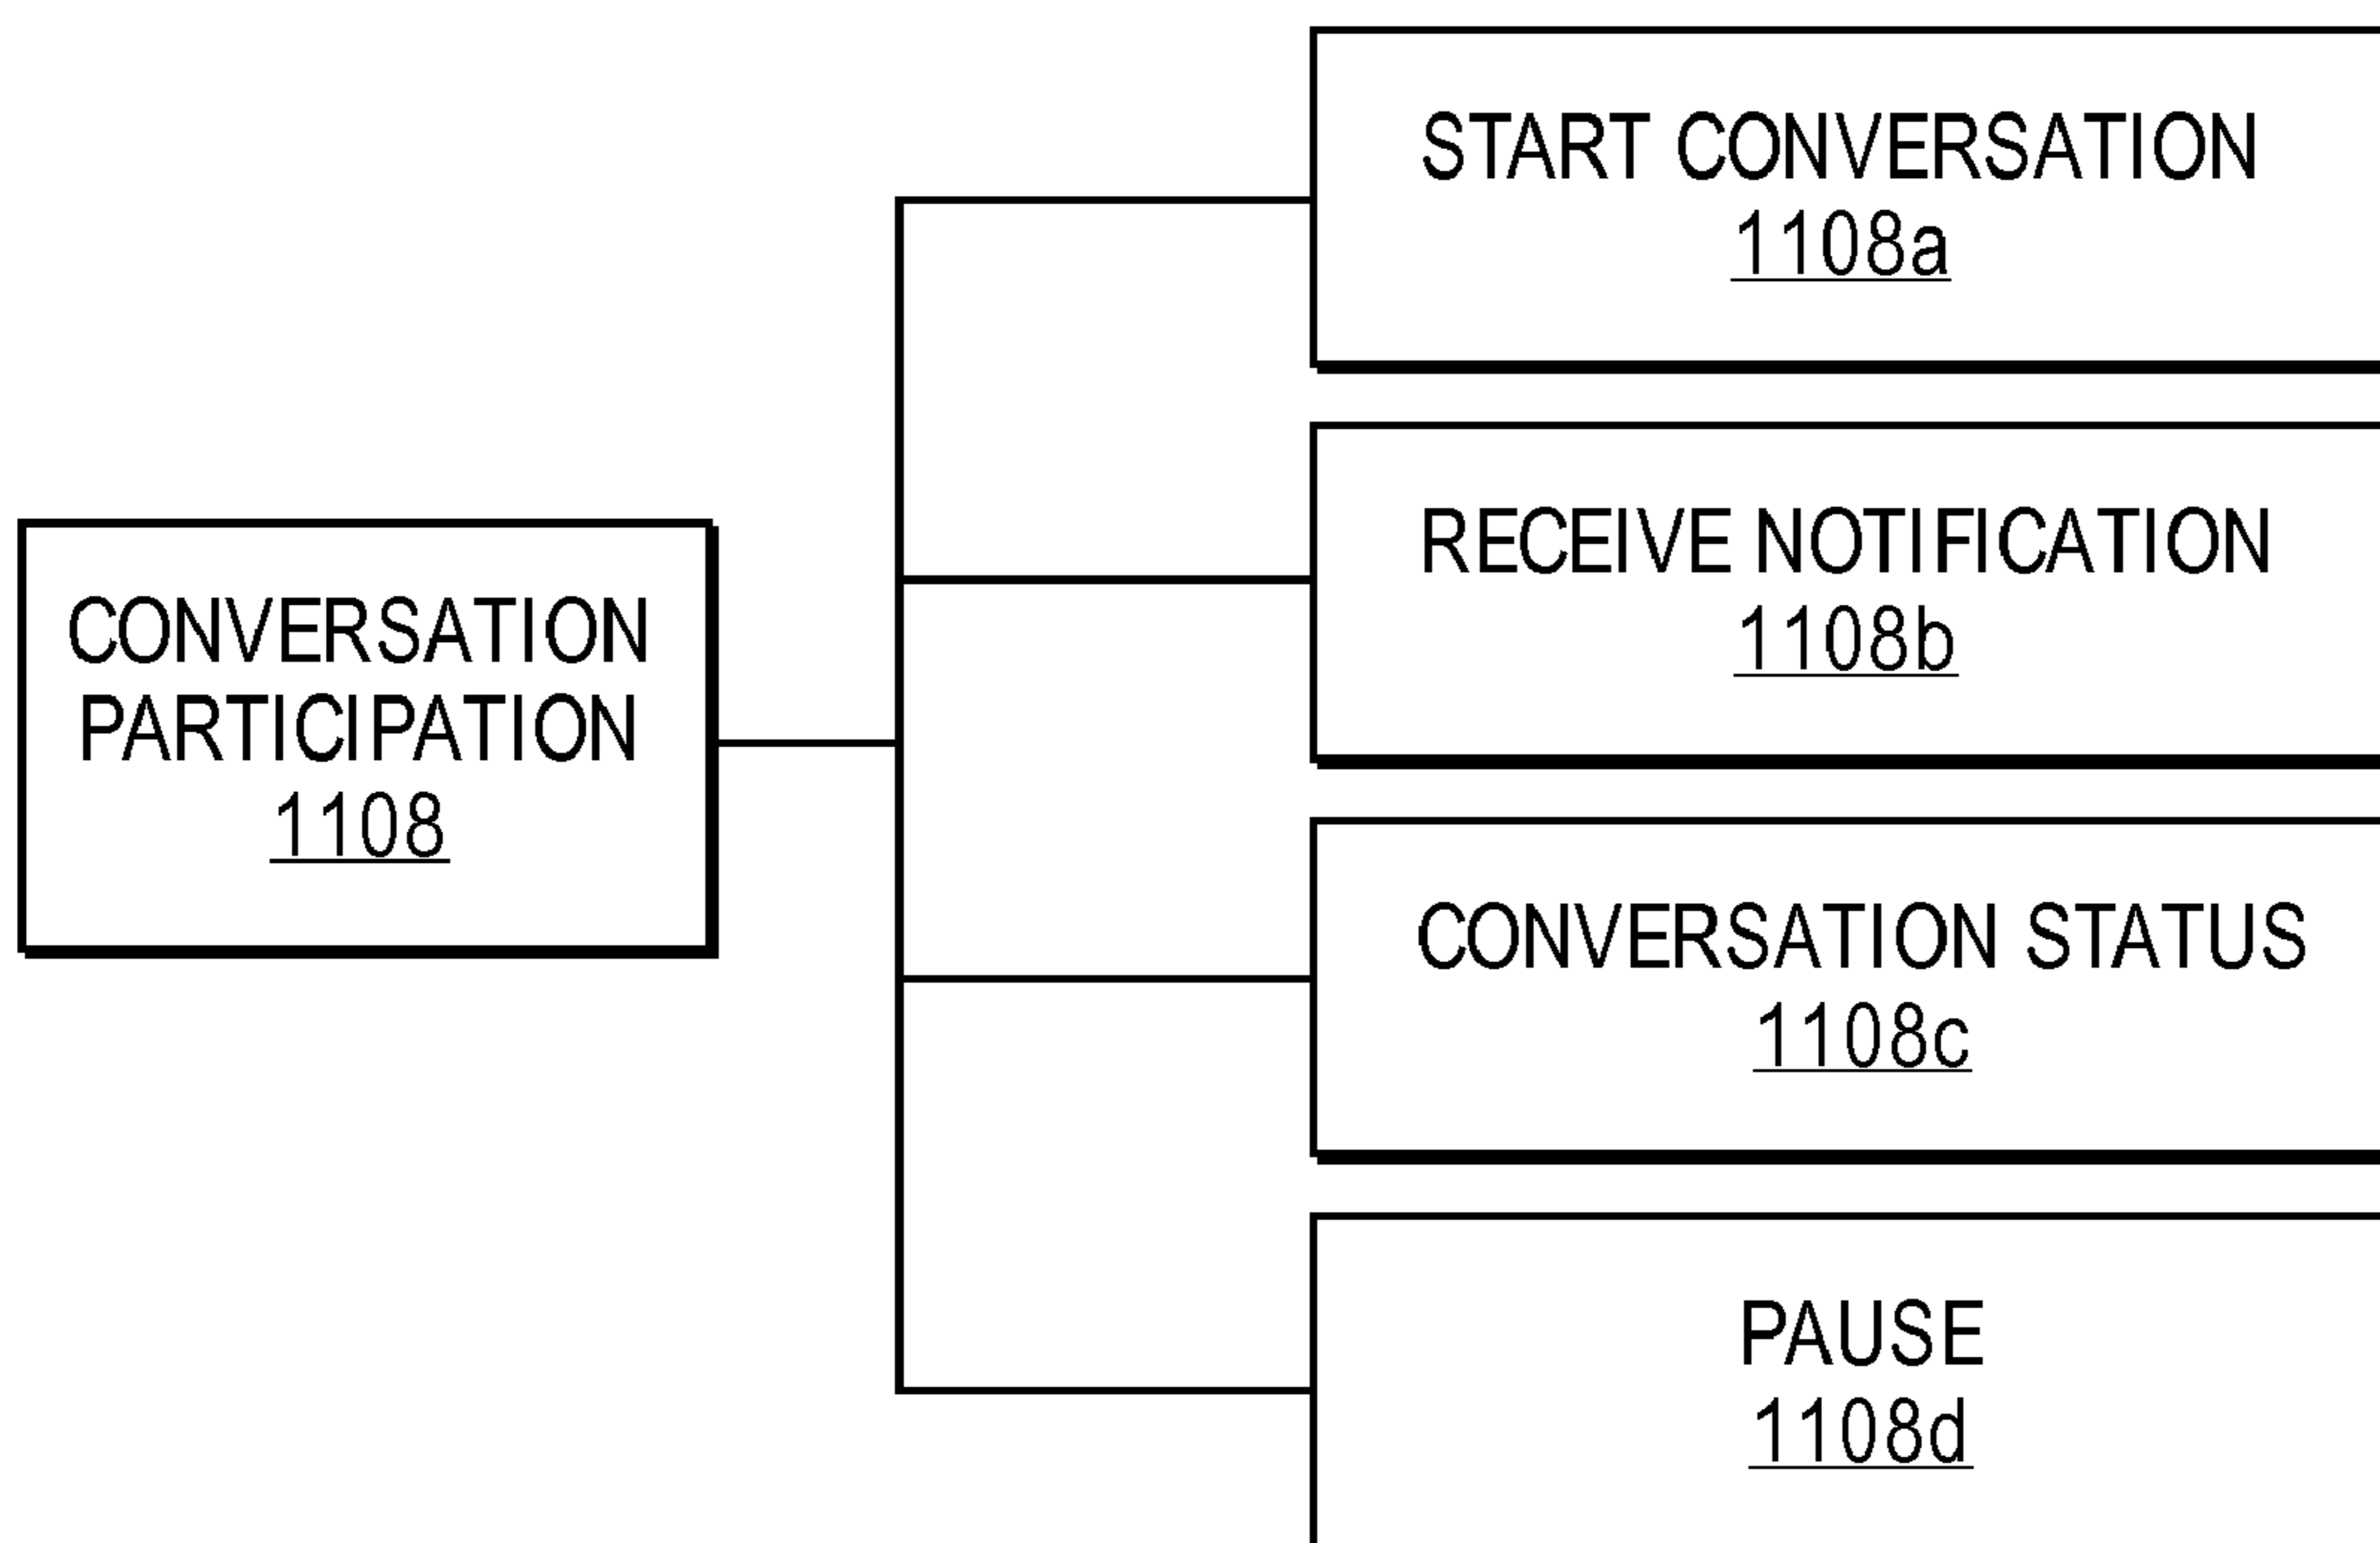 START CONVERSATION
1108a
RECEIVE NOTIFICATION
1108b
CONVERSATION
PARTICIPATION
1108
CONVERSATION STATUS
1108c
PAUSE
1108d